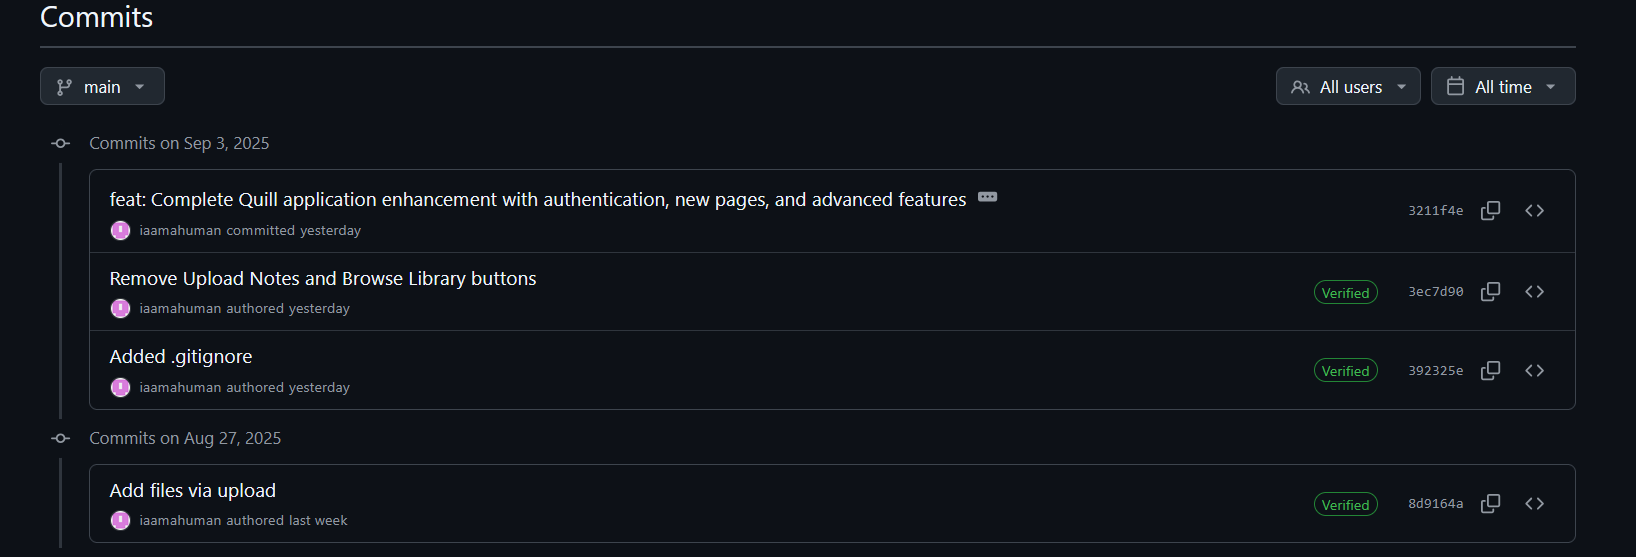 Commits
main
All users
All time
Commits on Sep 3, 2025
feat: Complete Quill application enhancement with authentication, new pages, and advanced features
iaamahuman committed yesterday
3211f4e
Remove Upload Notes and Browse Library buttons
iaamahuman authored yesterday
Verified
3ec7d90
Added .gitignore
iaamahuman authored yesterday
Verified
392325e
Commits on Aug 27, 2025
Add files via upload
iaamahuman authored last week
Verified
8d9164a